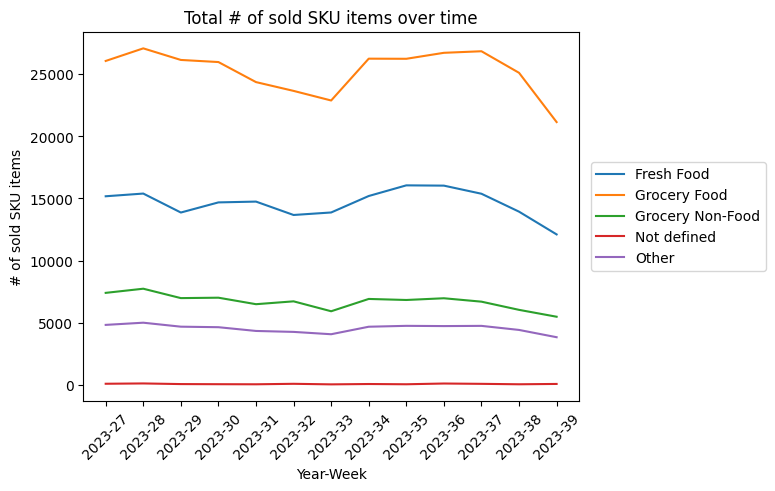 Total # of sold SKU items over time
# of sold SKU items
25000
20000
15000
10000
5000
0
2023-27
2023-28
2023-29
2023-30
2023-31
2023-32
2023-33
2023-34
2023-35
2023-36
2023-37
2023-38
2023-39
Year-Week
Fresh Food
Grocery Food
Grocery Non-Food
Not defined
Other